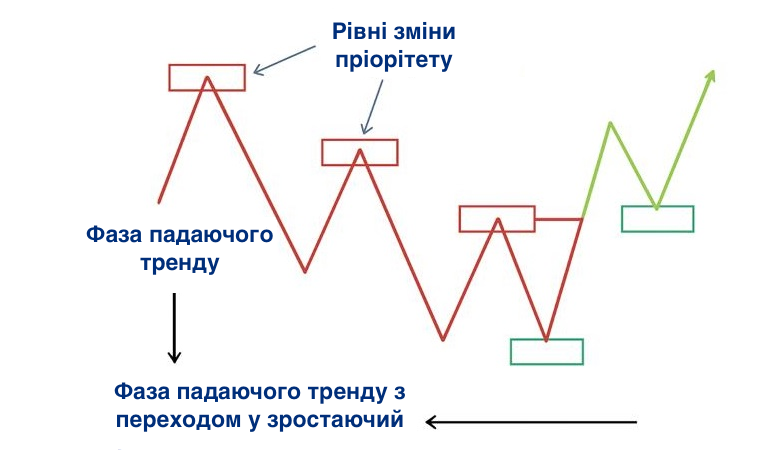 Рівні зміни
пріорітету
Фаза падаючого
тренду
Фаза падаючого тренду з
переходом у зростаючий